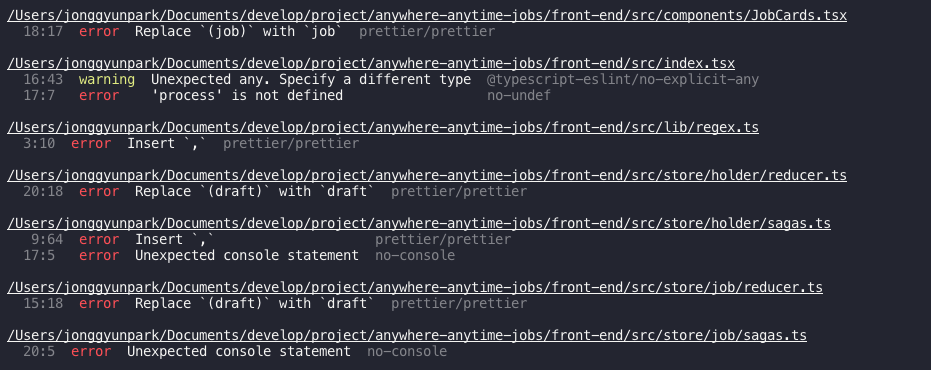 /Users/jonggyunpark/Documents/develop/project/anywhere-anytime-jobs/front-end/src/components/JobCards.tsx
18:17 error Replace `(job)` with `job` prettier/prettier
/Users/jonggyunpark/Documents/develop/project/anywhere-anytime-jobs/front-end/src/index.tsx
16:43 warning Unexpected any. Specify a different type @typescript-eslint/no-explicit-any
17:7 error 'process' is not defined no-undef
/Users/jonggyunpark/Documents/develop/project/anywhere-anytime-jobs/front-end/src/lib/regex.ts
3:10 error Insert `,` prettier/prettier
/Users/jonggyunpark/Documents/develop/project/anywhere-anytime-jobs/front-end/src/store/holder/reducer.ts
20:18 error Replace `(draft)` with `draft` prettier/prettier
/Users/jonggyunpark/Documents/develop/project/anywhere-anytime-jobs/front-end/src/store/holder/sagas.ts
9:64 error Insert `,` prettier/prettier
17:5 error Unexpected console statement no-console
/Users/jonggyunpark/Documents/develop/project/anywhere-anytime-jobs/front-end/src/store/job/reducer.ts
15:18 error Replace `(draft)` with `draft` prettier/prettier
/Users/jonggyunpark/Documents/develop/project/anywhere-anytime-jobs/front-end/src/store/job/sagas.ts
20:5 error Unexpected console statement no-console